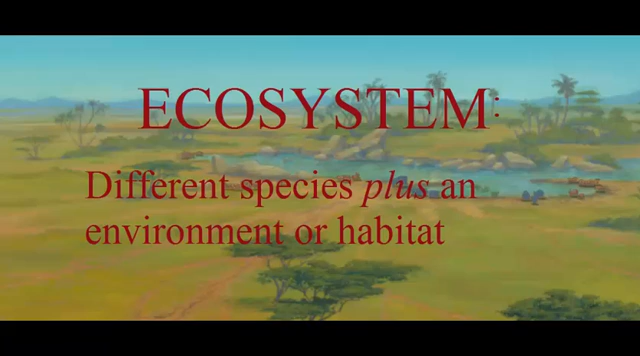 ECOSYSTEM:
Different species plus an
environment or habitat